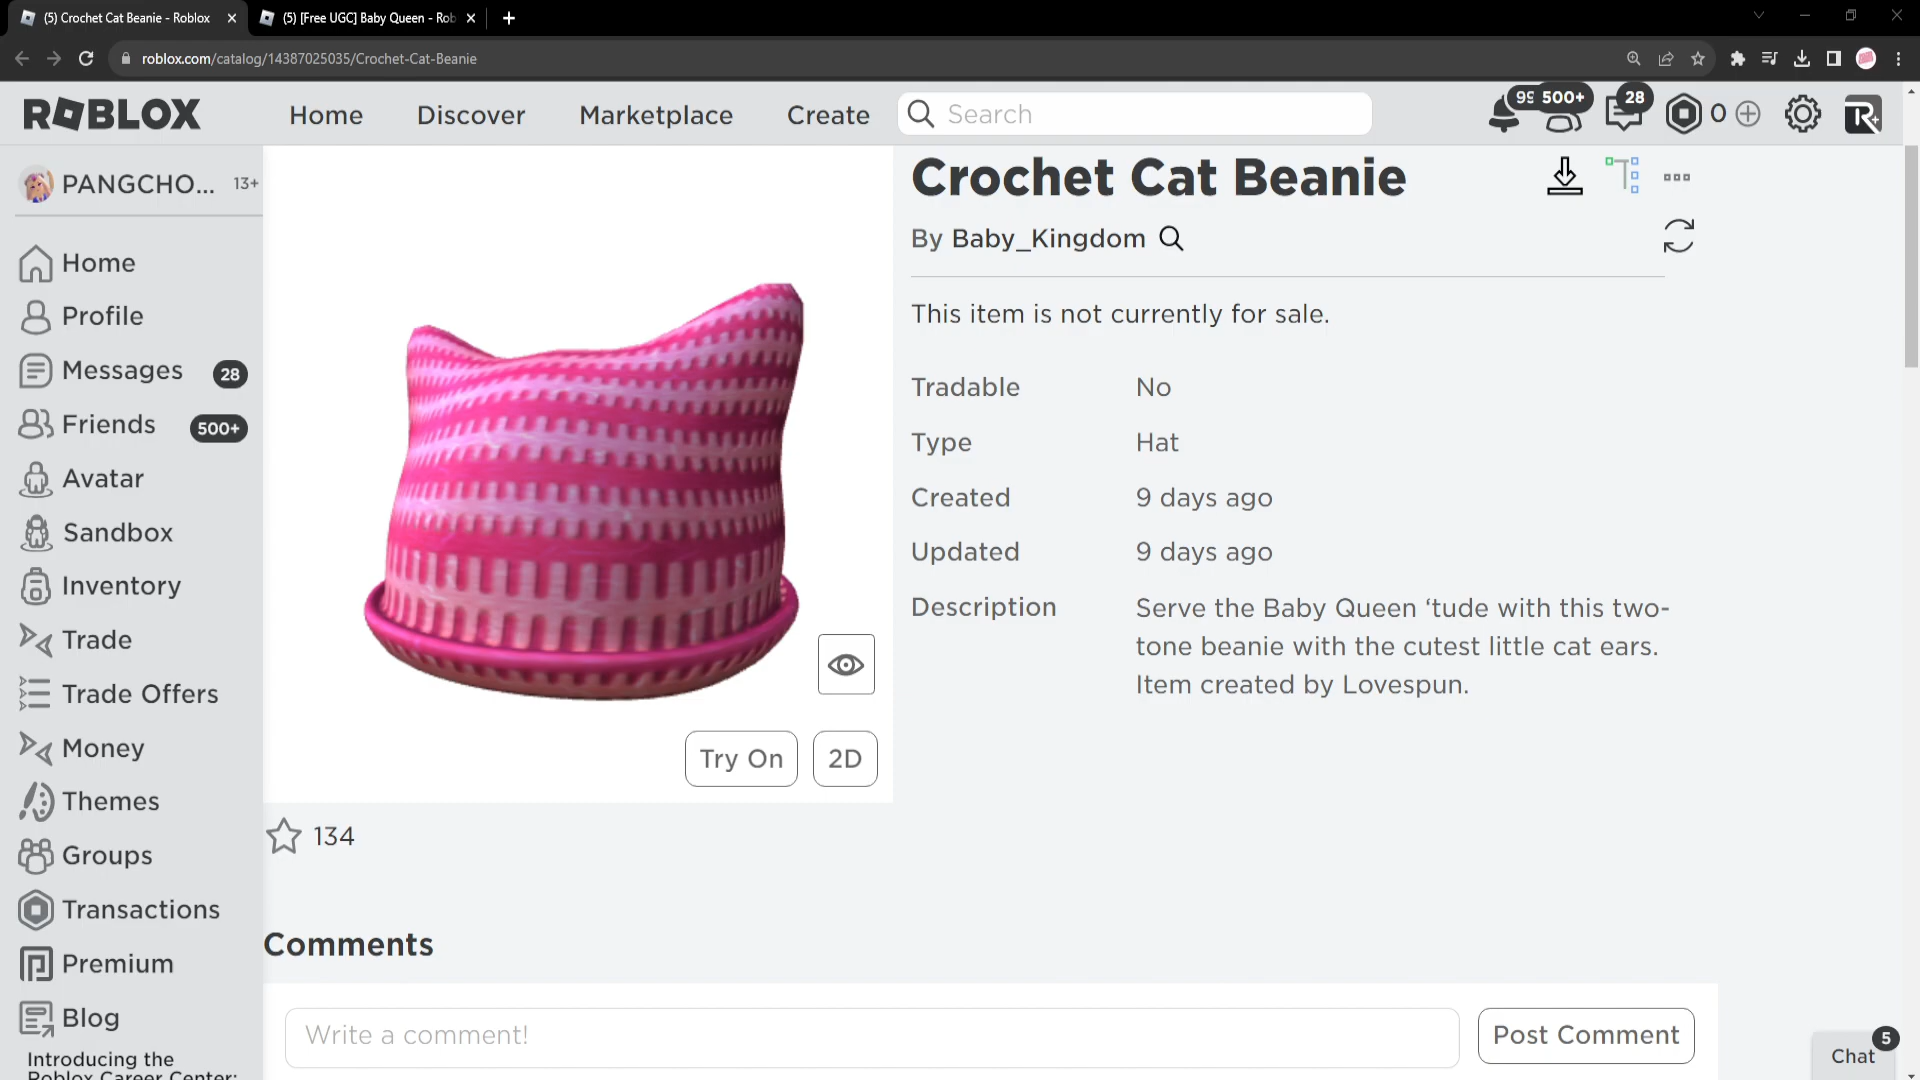 (5) Crochet Cat Beanie - Roblox
(5) [Free UGC] Baby Queen - Rob
roblox.com/catalog/14387025035/Crochet-Cat-Beanie
ROBLOX
Home
Discover
Marketplace
Create
Search
99
500+
28
0
PANGCHO...
13+
Home
Profile
Messages
28
Friends
500+
Avatar
Sandbox
Inventory
Trade
Trade Offers
Money
Themes
Groups
Transactions
Premium
Blog
Introducing the
Roblox Career Center:
Try On
2D
134
Crochet Cat Beanie
By Baby_Kingdom
This item is not currently for sale.
Tradable No
Type Hat
Created 9 days ago
Updated 9 days ago
Description Serve the Baby Queen ‘tude with this two-
tone beanie with the cutest little cat ears.
Item created by Lovespun.
Comments
Write a comment!
Post Comment
Chat
5